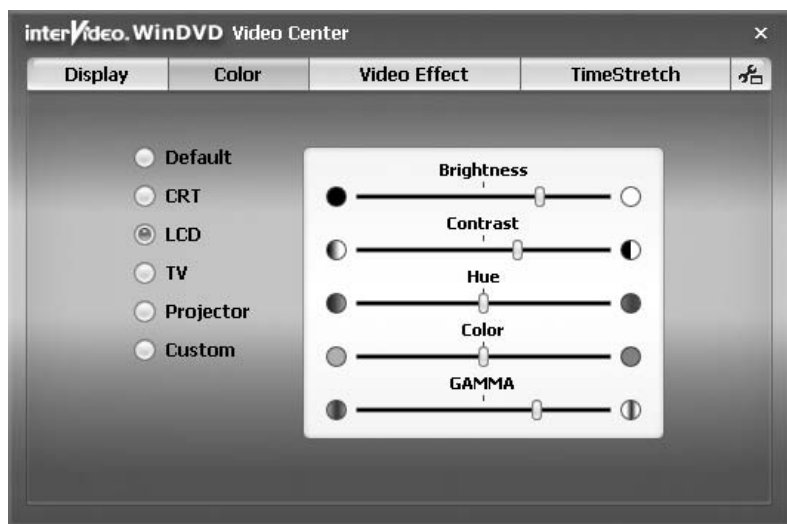 interVideo. WinDVD Video Center
Display Color Video Effect TimeStretch
Default
CRT
LCD
TV
Projector
Custom
Brightness
Contrast
Hue
Color
GAMMA